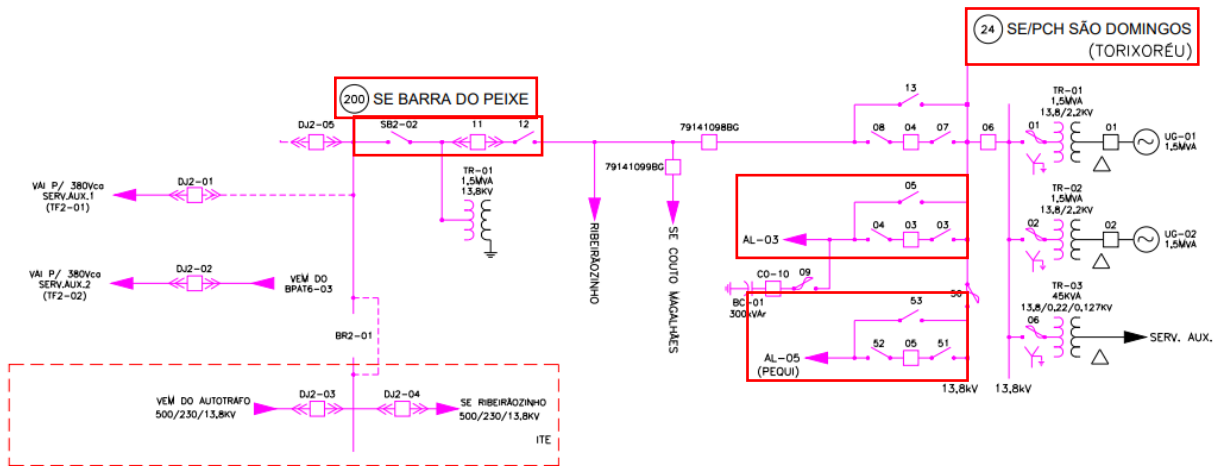 24 SE/PCH SÃO DOMINGOS
(TORIXORÉU)
200 SE BARRA DO PEIXE
DJ2-05
SB2-02
11
12
79141098BG
79141099BG
13
08
04
07
06
TR-01
1,5MVA
13,8/2,2KV
01
01
UG-01
1,5MVA
DJ2-01
VAI P/ 380Vca
SERV.AUX.1
(TF2-01)
TR-01
1,5MVA
13,8KV
RIBEIRÃOZINHO
SE COUTO MAGALHÃES
05
AL-03
04
03
03
TR-02
1,5MVA
13,8/2,2KV
02
02
UG-02
1,5MVA
VAI P/ 380Vca
SERV.AUX.2
(TF2-02)
DJ2-02
VEM DO
BPAT6-03
CO-10
09
BC-01
300kVAr
50
TR-03
45KVA
13,8/0,22/0,127KV
06
SERV. AUX.
BR2-01
53
AL-05
(PEQUI)
52
05
51
13,8kV
13,8kV
VEM DO AUTOTRAFO
500/230/13,8KV
DJ2-03
DJ2-04
SE RIBEIRÃOZINHO
500/230/13,8KV
ITE